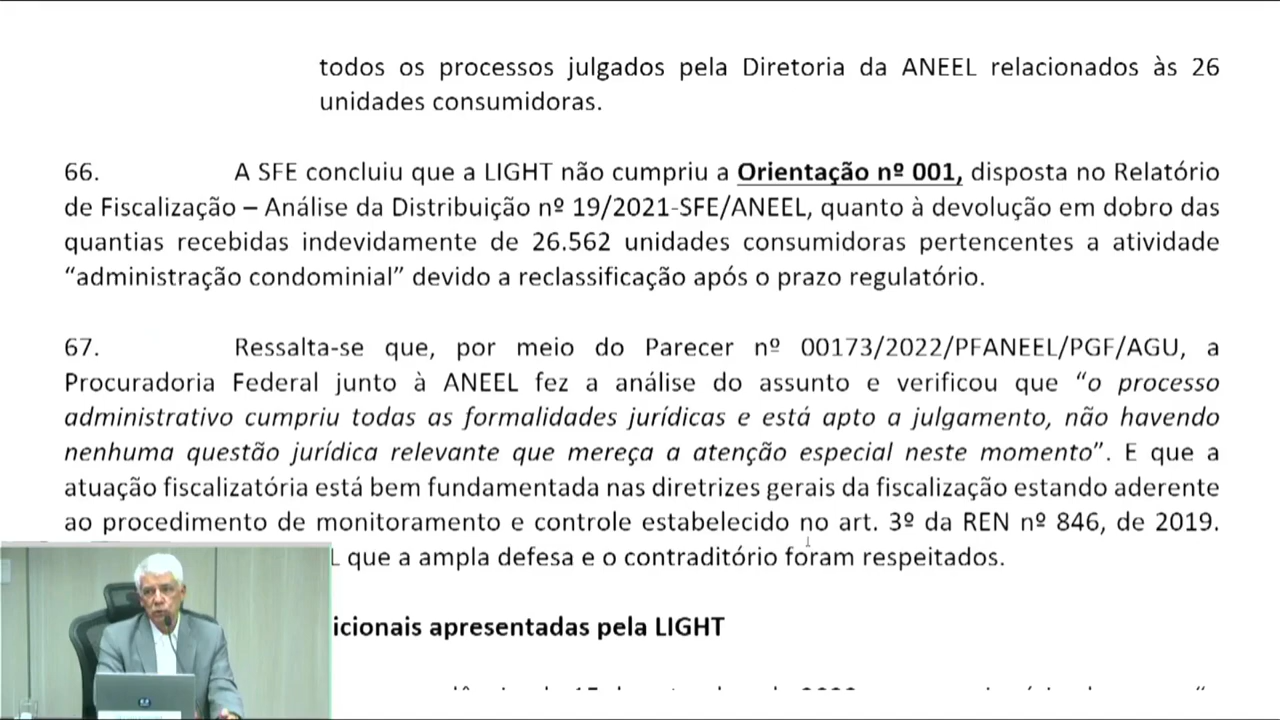 todos os processos julgados pela Diretoria da ANEEL relacionados às 26
unidades consumidoras.
66. A SFE concluiu que a LIGHT não cumpriu a Orientação nº 001, disposta no Relatório
de Fiscalização – Análise da Distribuição nº 19/2021-SFE/ANEEL, quanto à devolução em dobro das
quantias recebidas indevidamente de 26.562 unidades consumidoras pertencentes a atividade
“administração condominial” devido a reclassificação após o prazo regulatório.
67. Ressalta-se que, por meio do Parecer nº 00173/2022/PFANEEL/PGF/AGU, a
Procuradoria Federal junto à ANEEL fez a análise do assunto e verificou que “o processo
administrativo cumpriu todas as formalidades jurídicas e está apto a julgamento, não havendo
nenhuma questão jurídica relevante que mereça a atenção especial neste momento”. E que a
atuação fiscalizatória está bem fundamentada nas diretrizes gerais da fiscalização estando aderente
ao procedimento de monitoramento e controle estabelecido no art. 3º da REN nº 846, de 2019.
L que a ampla defesa e o contraditório foram respeitados.
icionais apresentadas pela LIGHT